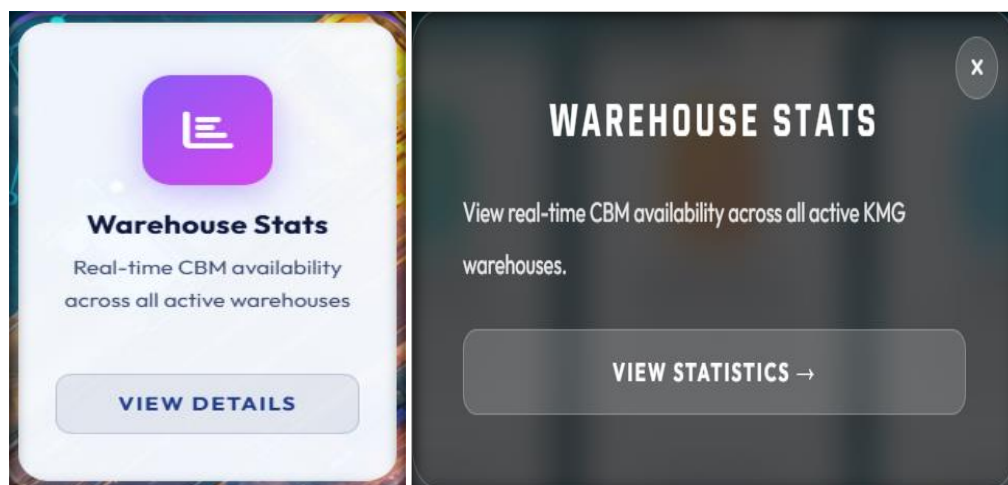 Warehouse Stats
Real-time CBM availability
across all active warehouses
VIEW DETAILS
X
WAREHOUSE STATS
View real-time CBM availability across all active KMG
warehouses.
VIEW STATISTICS →